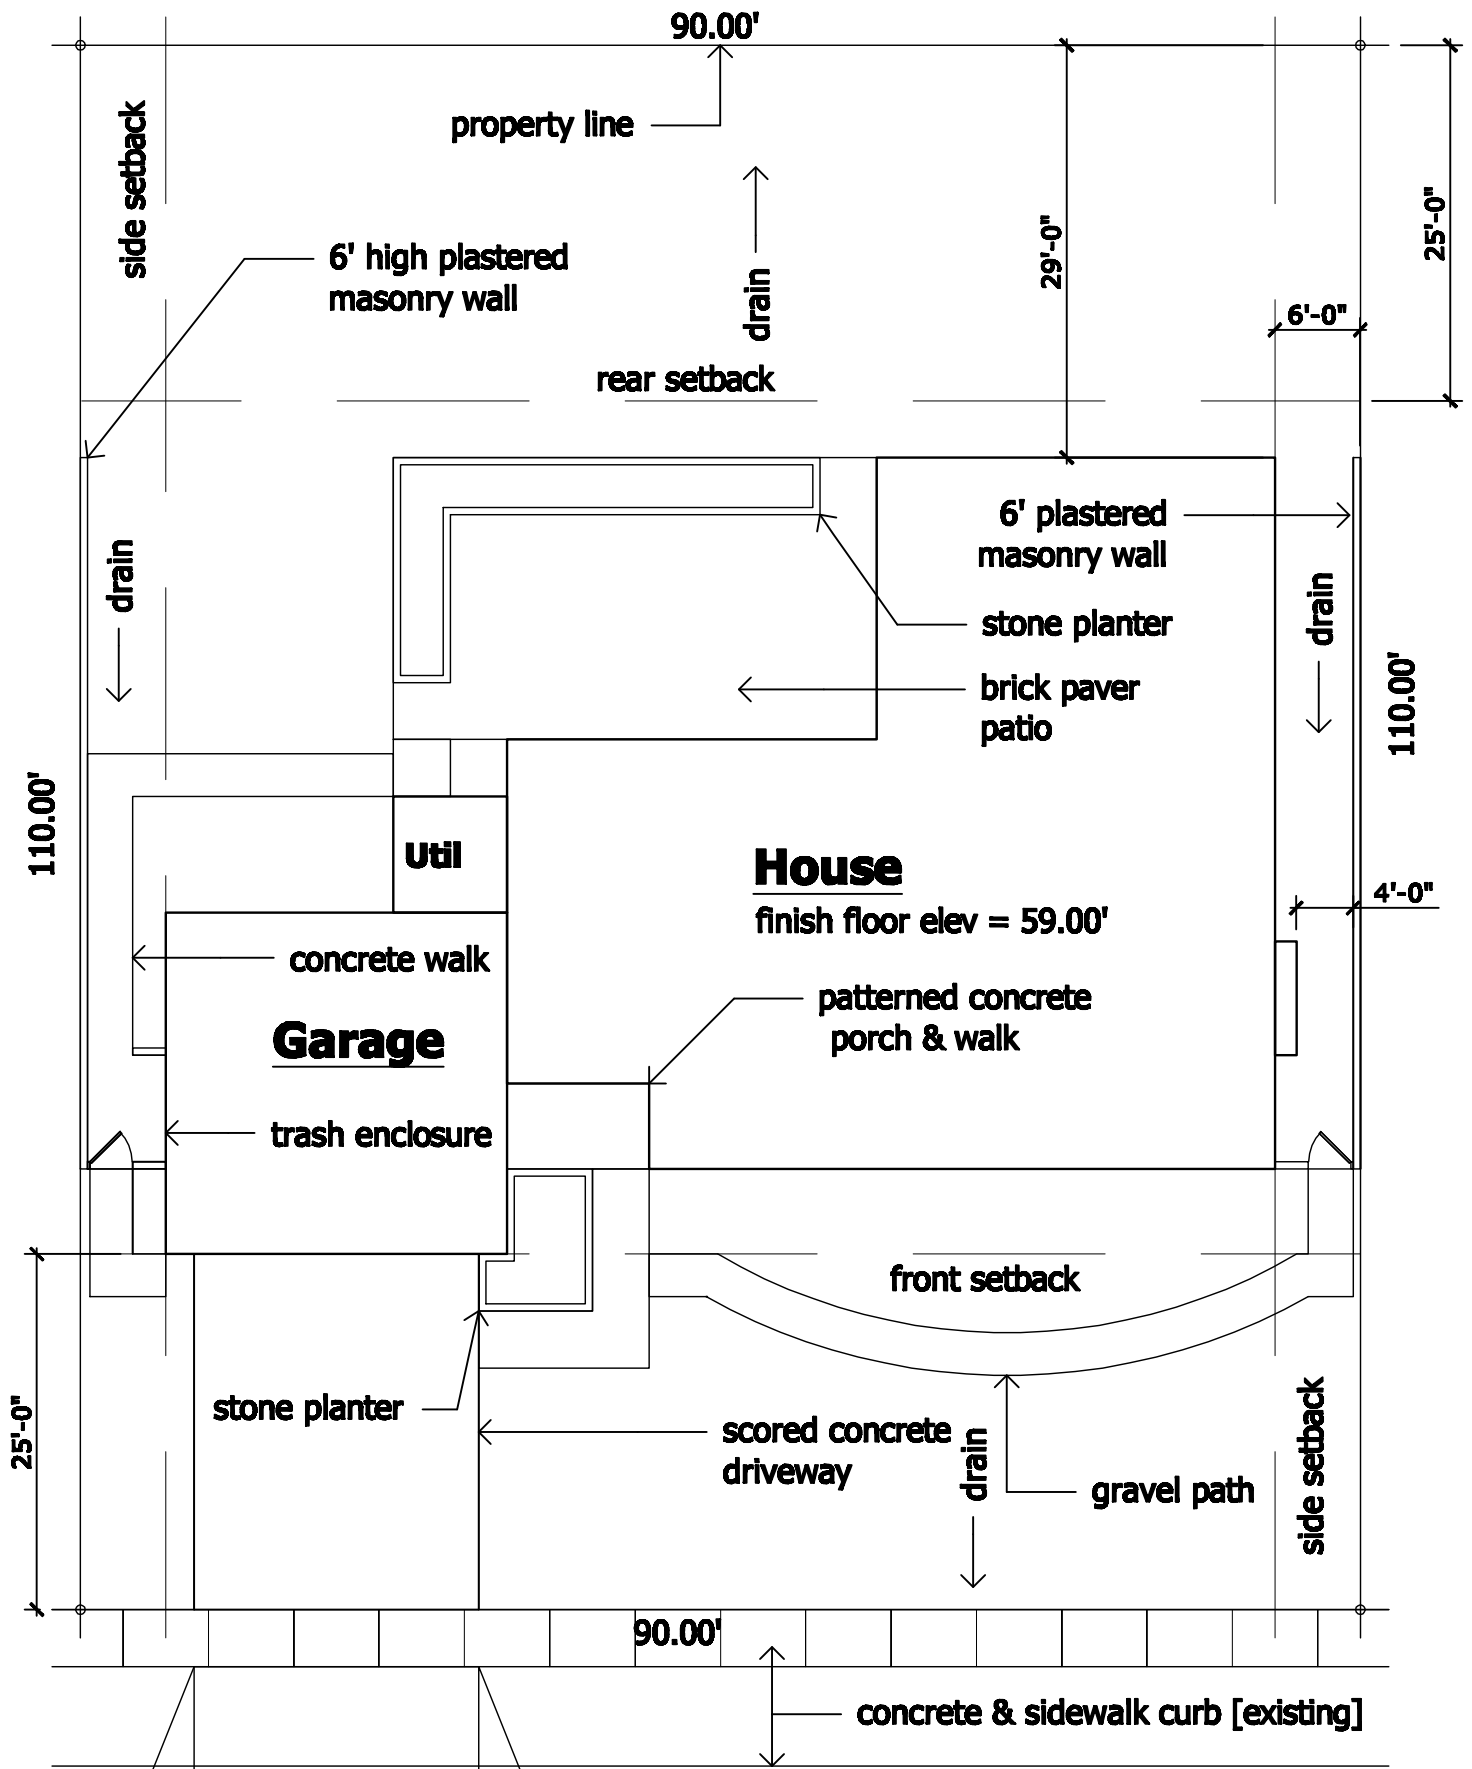 90.00'
property line
side setback
6' high plastered
masonry wall
drain
29'-0"
25'-0"
6'-0"
rear setback
drain
6' plastered
masonry wall
drain
stone planter
brick paver
patio
110.00'
110.00'
Util
House
finish floor elev = 59.00'
4'-0"
concrete walk
patterned concrete
porch & walk
Garage
trash enclosure
front setback
25'-0"
stone planter
scored concrete
driveway
drain
gravel path
side setback
90.00'
concrete & sidewalk curb [existing]